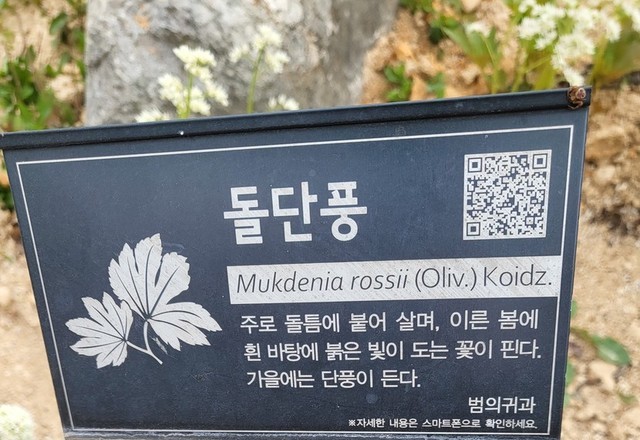 돌단풍
Mukdenia rossii (Oliv.) Koidz.
주로 돌틈에 붙어 살며, 이른 봄에
흰 바탕에 붉은 빛이 도는 꽃이 핀다.
가을에는 단풍이 든다.
범의귀과
※자세한 내용은 스마트폰으로 확인하세요.